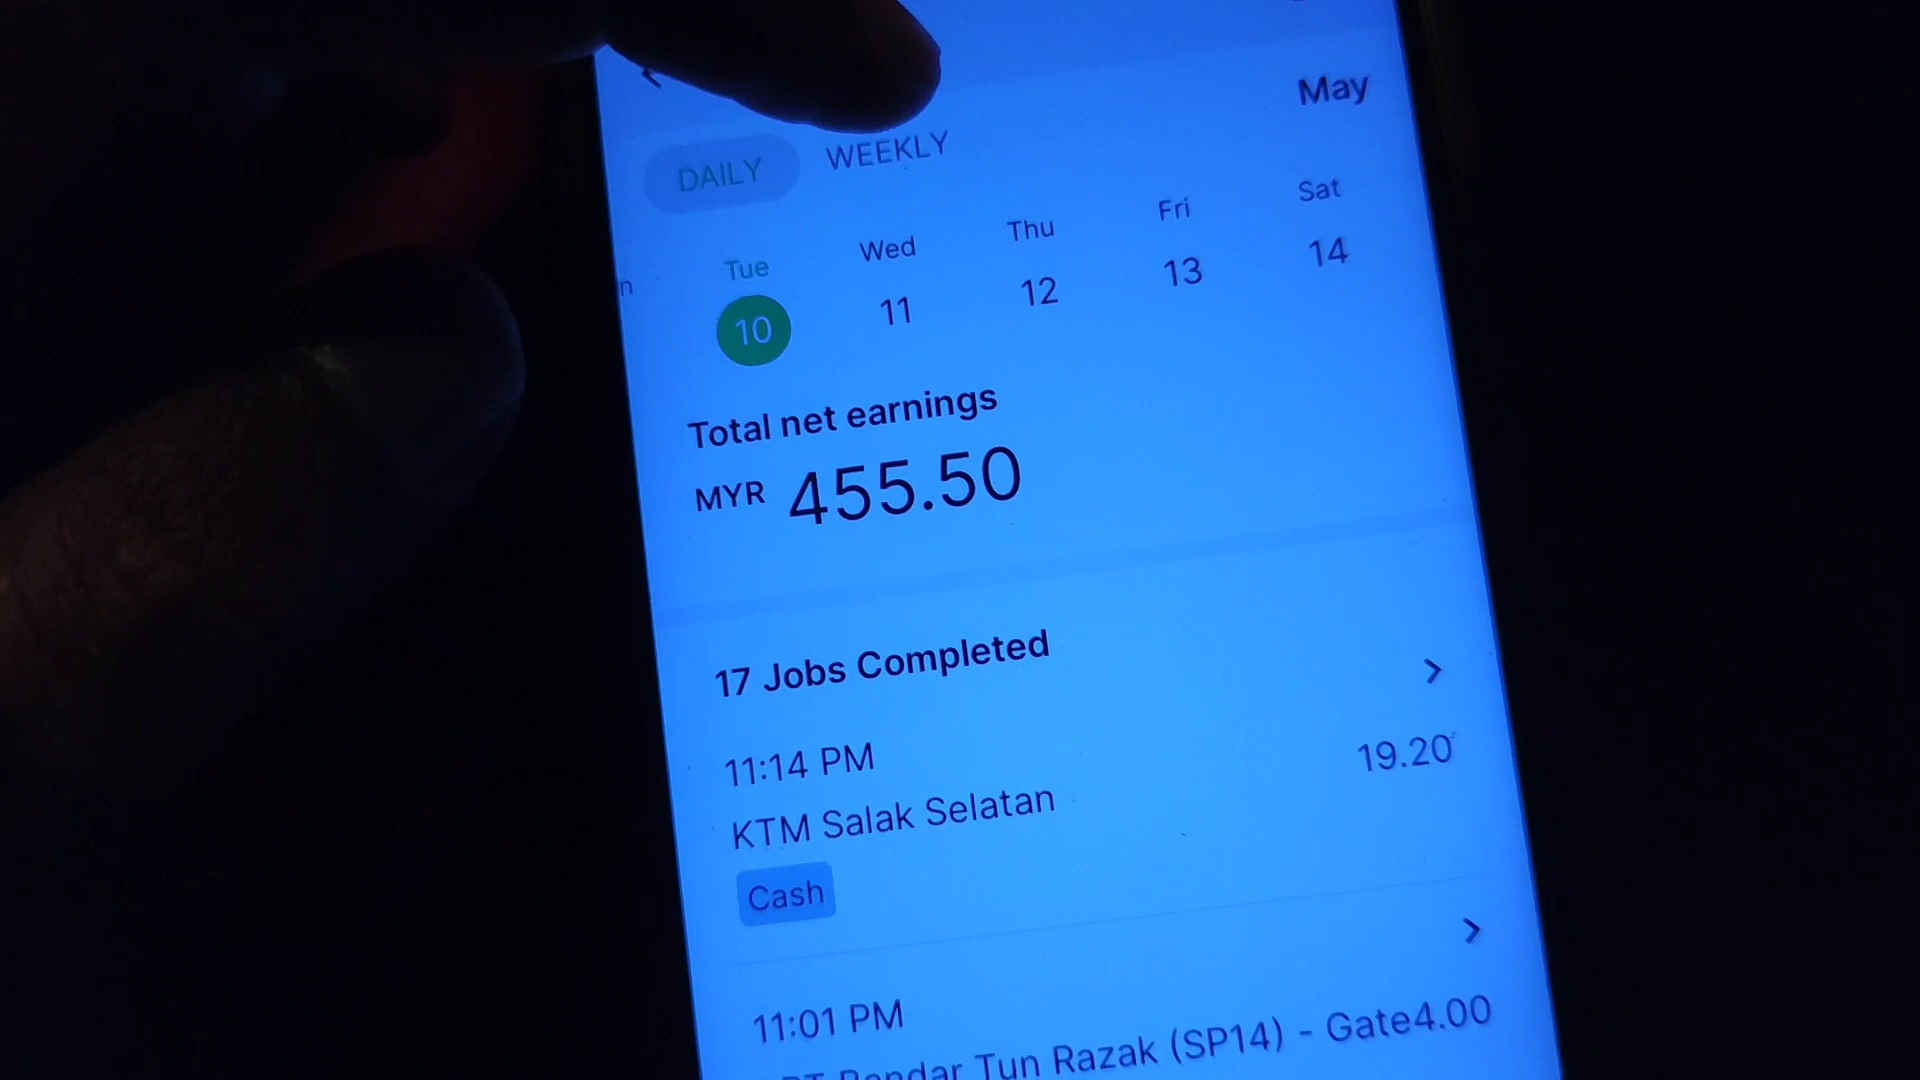 May
DAILY WEEKLY
n Tue Wed Thu Fri Sat
10 11 12 13 14
Total net earnings
MYR 455.50
17 Jobs Completed
11:14 PM
19.20
KTM Salak Selatan
Cash
11:01 PM
Bandar Tun Razak (SP14) - Gate4.00